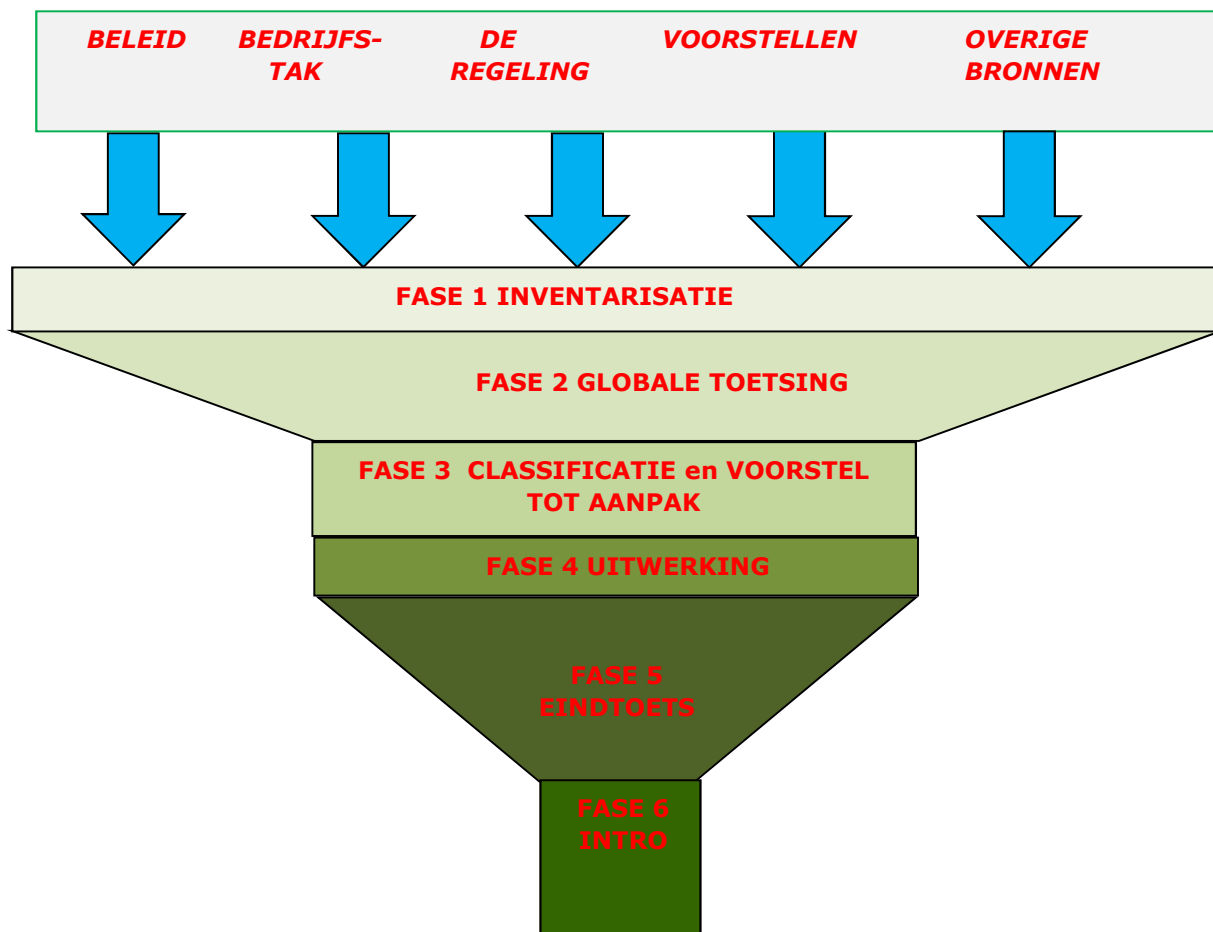 BELEID
BEDRIJFS-
TAK
DE
REGELING
VOORSTELLEN
OVERIGE
BRONNEN
FASE 1 INVENTARISATIE
FASE 2 GLOBALE TOETSING
FASE 3 CLASSIFICATIE en VOORSTEL
TOT AANPAK
FASE 4 UITWERKING
FASE 5
EINDTOETS
FASE 6
INTRO